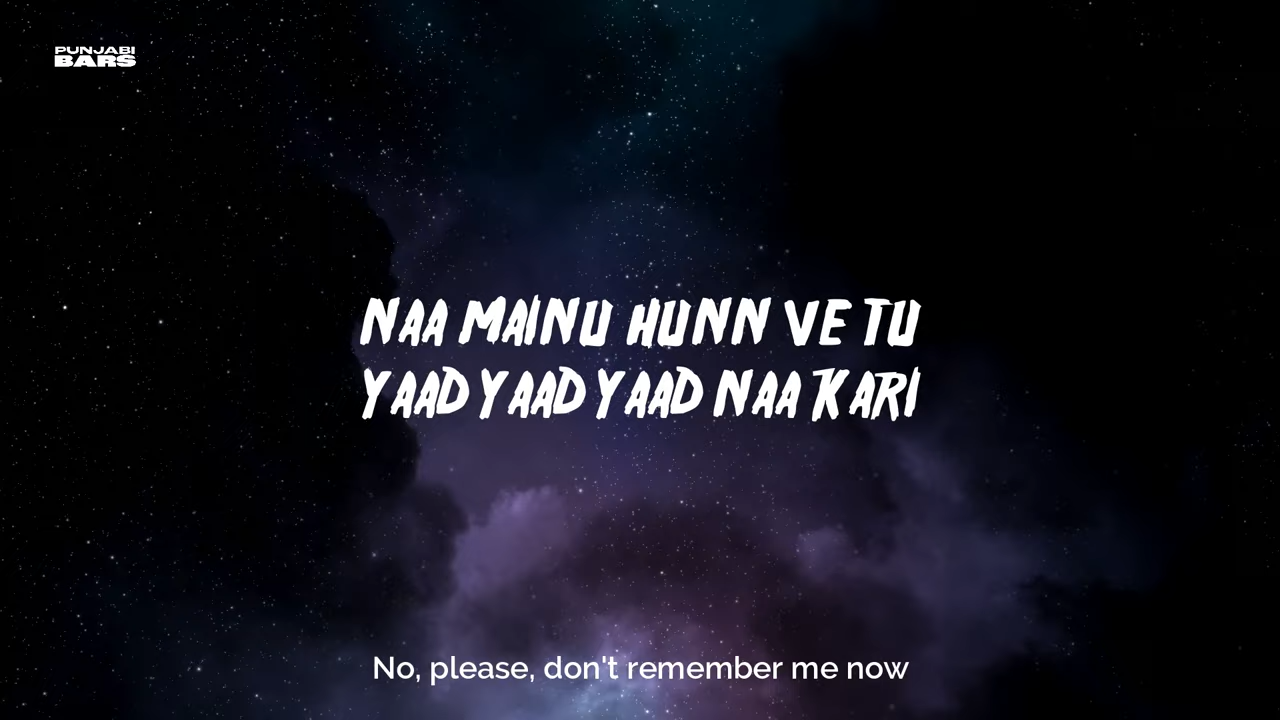 PUNJABI
BARS
NAA MAINU HUNN VE TU
YAAD YAAD YAAD NAA KARI
No, please, don't remember me now